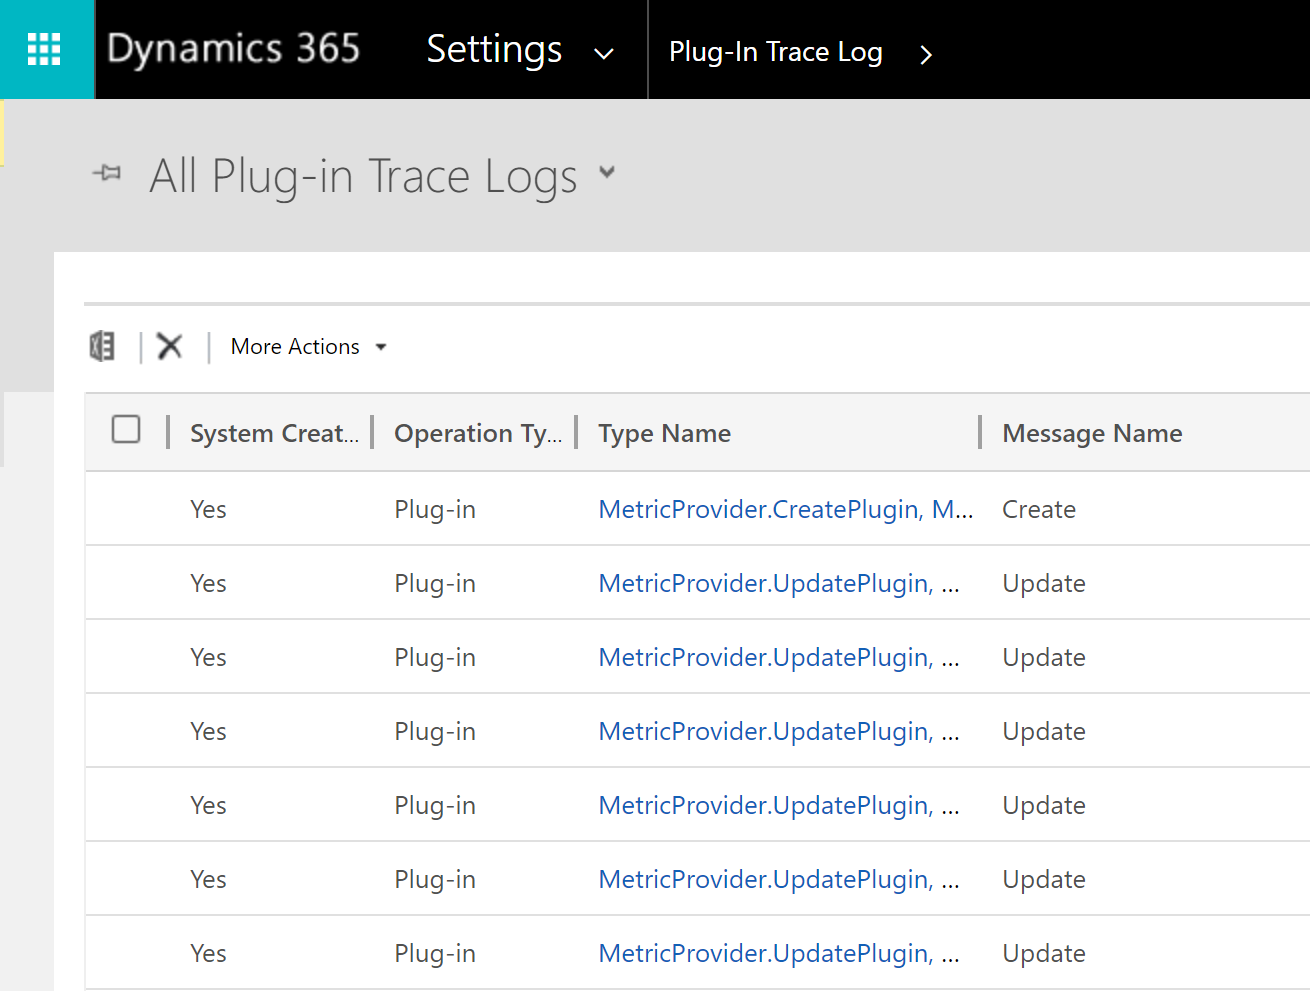 Dynamics 365 Settings Plug-In Trace Log
All Plug-in Trace Logs
More Actions
System Creat... Operation Ty... Type Name Message Name
Yes Plug-in MetricProvider.CreatePlugin, M... Create
Yes Plug-in MetricProvider.UpdatePlugin, ... Update
Yes Plug-in MetricProvider.UpdatePlugin, ... Update
Yes Plug-in MetricProvider.UpdatePlugin, ... Update
Yes Plug-in MetricProvider.UpdatePlugin, ... Update
Yes Plug-in MetricProvider.UpdatePlugin, ... Update
Yes Plug-in MetricProvider.UpdatePlugin, ... Update